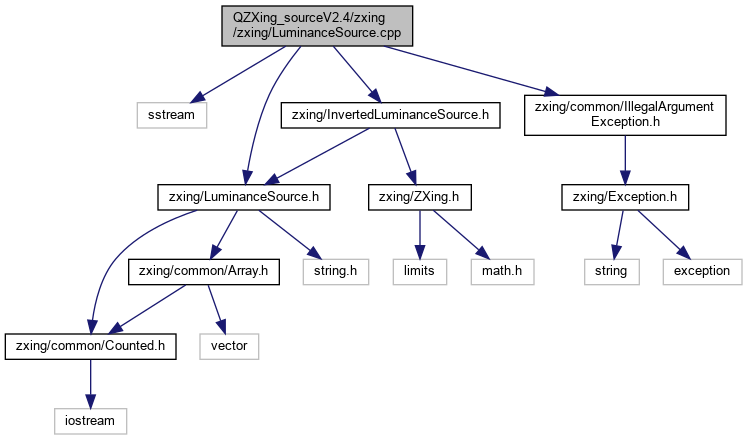 QZXing_sourceV2.4/zxing
/zxing/LuminanceSource.cpp
sstream
zxing/InvertedLuminanceSource.h
zxing/common/IllegalArgument
Exception.h
zxing/LuminanceSource.h
zxing/ZXing.h
zxing/Exception.h
zxing/common/Array.h
string.h
limits
math.h
string
exception
zxing/common/Counted.h
vector
iostream